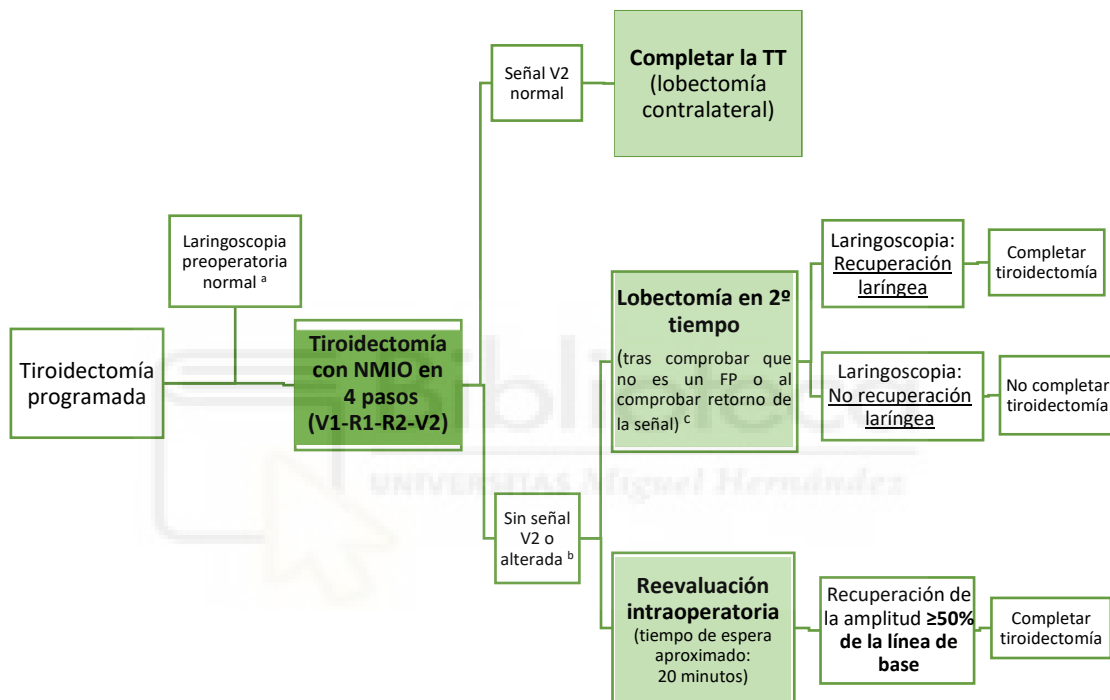 Señal V2
normal
Completar la TT
(lobectomía
contralateral)
Laringoscopia
preoperatoria
normal ᵃ
Tiroidectomía
programada
Tiroidectomía
con NMIO en
4 pasos
(V1-R1-R2-V2)
Sin señal
V2 o
alterada ᵇ
Lobectomía en 2º
tiempo
(tras comprobar que
no es un FP o al
comprobar retorno de
la señal) ᶜ
Laringoscopia:
Recuperación
laríngea
Completar
tiroidectomía
Laringoscopia:
No recuperación
laríngea
No completar
tiroidectomía
Reevaluación
intraoperatoria
(tiempo de espera
aproximado:
20 minutos)
Recuperación de
la amplitud ≥50%
de la línea de
base
Completar
tiroidectomía
Biblioteca
UNIVERSITAS Miguel Hernández